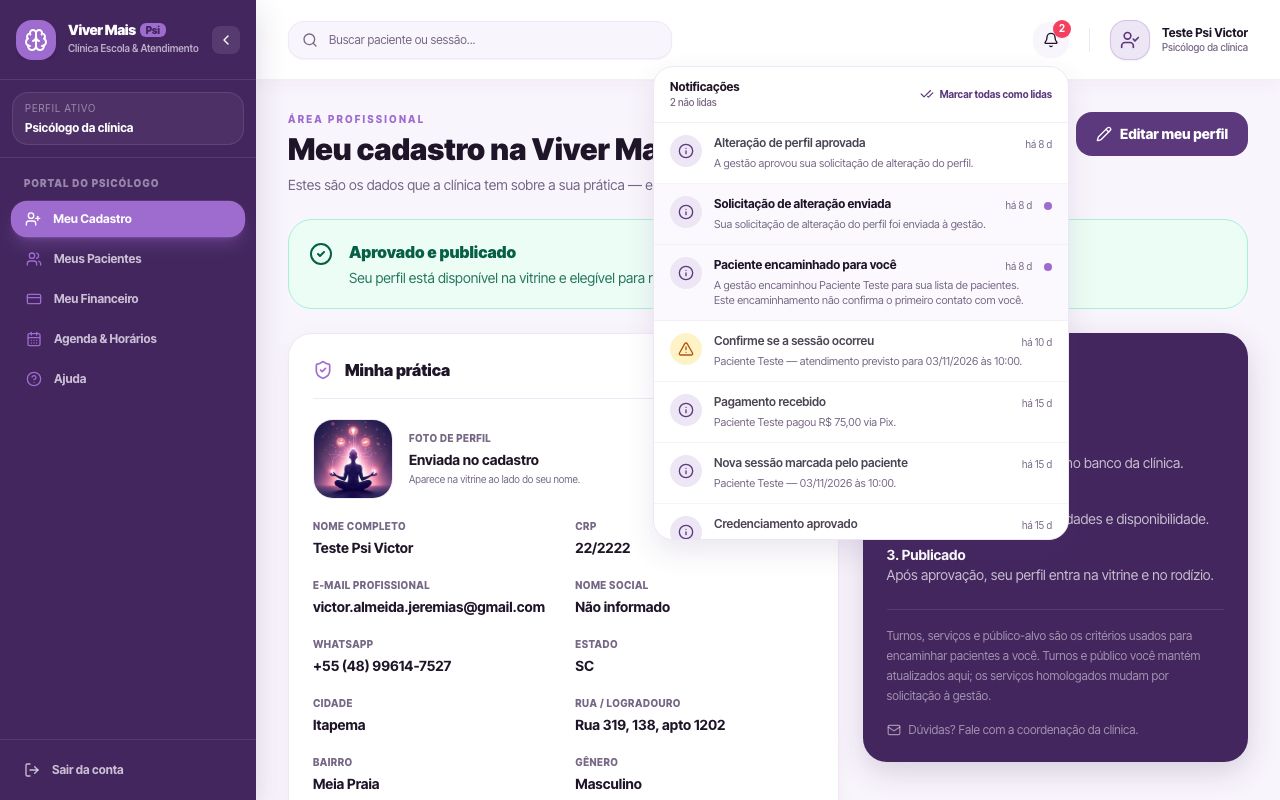 Viver Mais Psi
Clínica Escola & Atendimento
PERFIL ATIVO
Psicólogo da clínica
PORTAL DO PSICÓLOGO
Meu Cadastro
Meus Pacientes
Meu Financeiro
Agenda & Horários
Ajuda
Sair da conta
Buscar paciente ou sessão...
2
Teste Psi Victor
Psicólogo da clínica
ÁREA PROFISSIONAL
Meu cadastro na Viver Ma
Estes são os dados que a clínica tem sobre a sua prática — e
Editar meu perfil
Aprovado e publicado
Seu perfil está disponível na vitrine e elegível para r
Notificações
2 não lidas
Marcar todas como lidas
Alteração de perfil aprovada
há 8 d
A gestão aprovou sua solicitação de alteração do perfil.
Solicitação de alteração enviada
há 8 d
Sua solicitação de alteração do perfil foi enviada à gestão.
Paciente encaminhado para você
há 8 d
A gestão encaminhou Paciente Teste para sua lista de pacientes.
Este encaminhamento não confirma o primeiro contato com você.
Confirme se a sessão ocorreu
há 10 d
Paciente Teste — atendimento previsto para 03/11/2026 às 10:00.
Pagamento recebido
há 15 d
Paciente Teste pagou R$ 75,00 via Pix.
Nova sessão marcada pelo paciente
há 15 d
Paciente Teste — 03/11/2026 às 10:00.
Credenciamento aprovado
há 15 d
Minha prática
FOTO DE PERFIL
Enviada no cadastro
Aparece na vitrine ao lado do seu nome.
NOME COMPLETO
Teste Psi Victor
CRP
22/2222
E-MAIL PROFISSIONAL
victor.almeida.jeremias@gmail.com
NOME SOCIAL
Não informado
WHATSAPP
+55 (48) 99614-7527
ESTADO
SC
CIDADE
Itapema
RUA / LOGRADOURO
Rua 319, 138, apto 1202
BAIRRO
Meia Praia
GÊNERO
Masculino
no banco da clínica.
dades e disponibilidade.
3. Publicado
Após aprovação, seu perfil entra na vitrine e no rodízio.
Turnos, serviços e público-alvo são os critérios usados para
encaminhar pacientes a você. Turnos e público você mantém
atualizados aqui; os serviços homologados mudam por
solicitação à gestão.
Dúvidas? Fale com a coordenação da clínica.